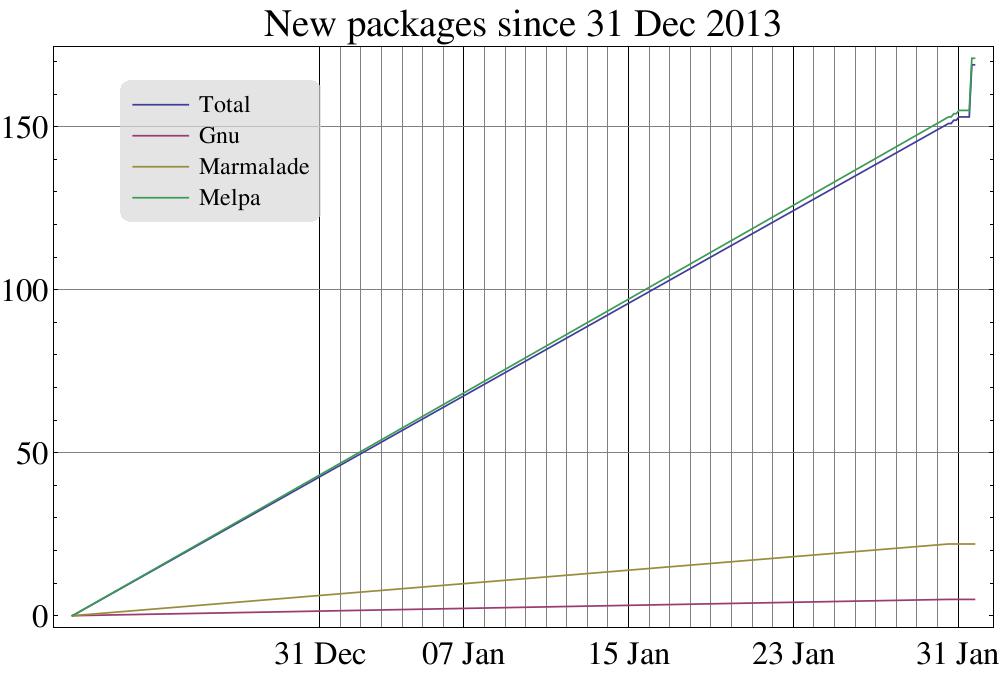 New packages since 31 Dec 2013
Total
Gnu
Marmalade
Melpa
150
100
50
0
31 Dec 07 Jan 15 Jan 23 Jan 31 Jan